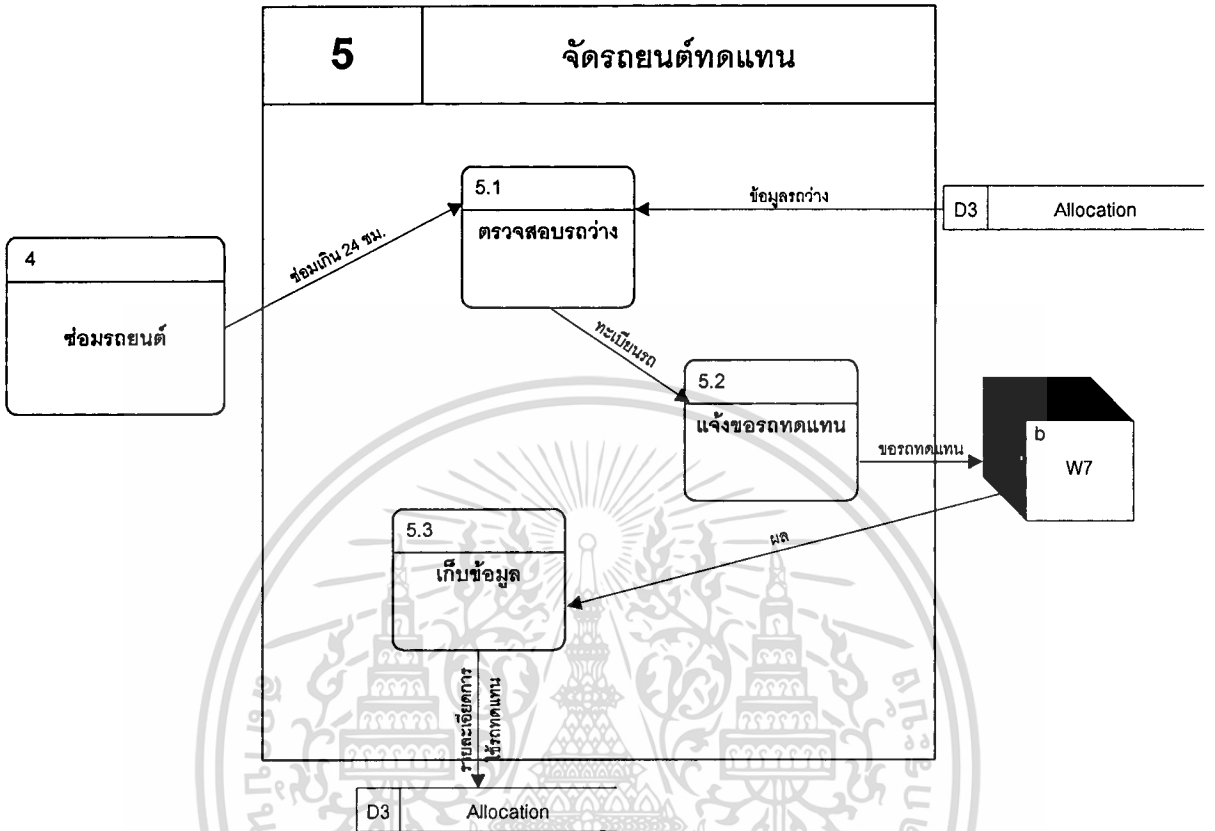 5
จัดรถยนต์ทดแทน
5.1
ตรวจสอบรถว่าง
ข้อมูลรถว่าง
D3
Allocation
4
ซ่อมรถยนต์
ซ่อมเกิน 24 ชม.
ทะเบียนรถ
5.2
แจ้งขอรถทดแทน
ขอรถทดแทน
b
W7
5.3
เก็บข้อมูล
ผล
รายละเอียดการ
ใช้รถทดแทน
D3
Allocation